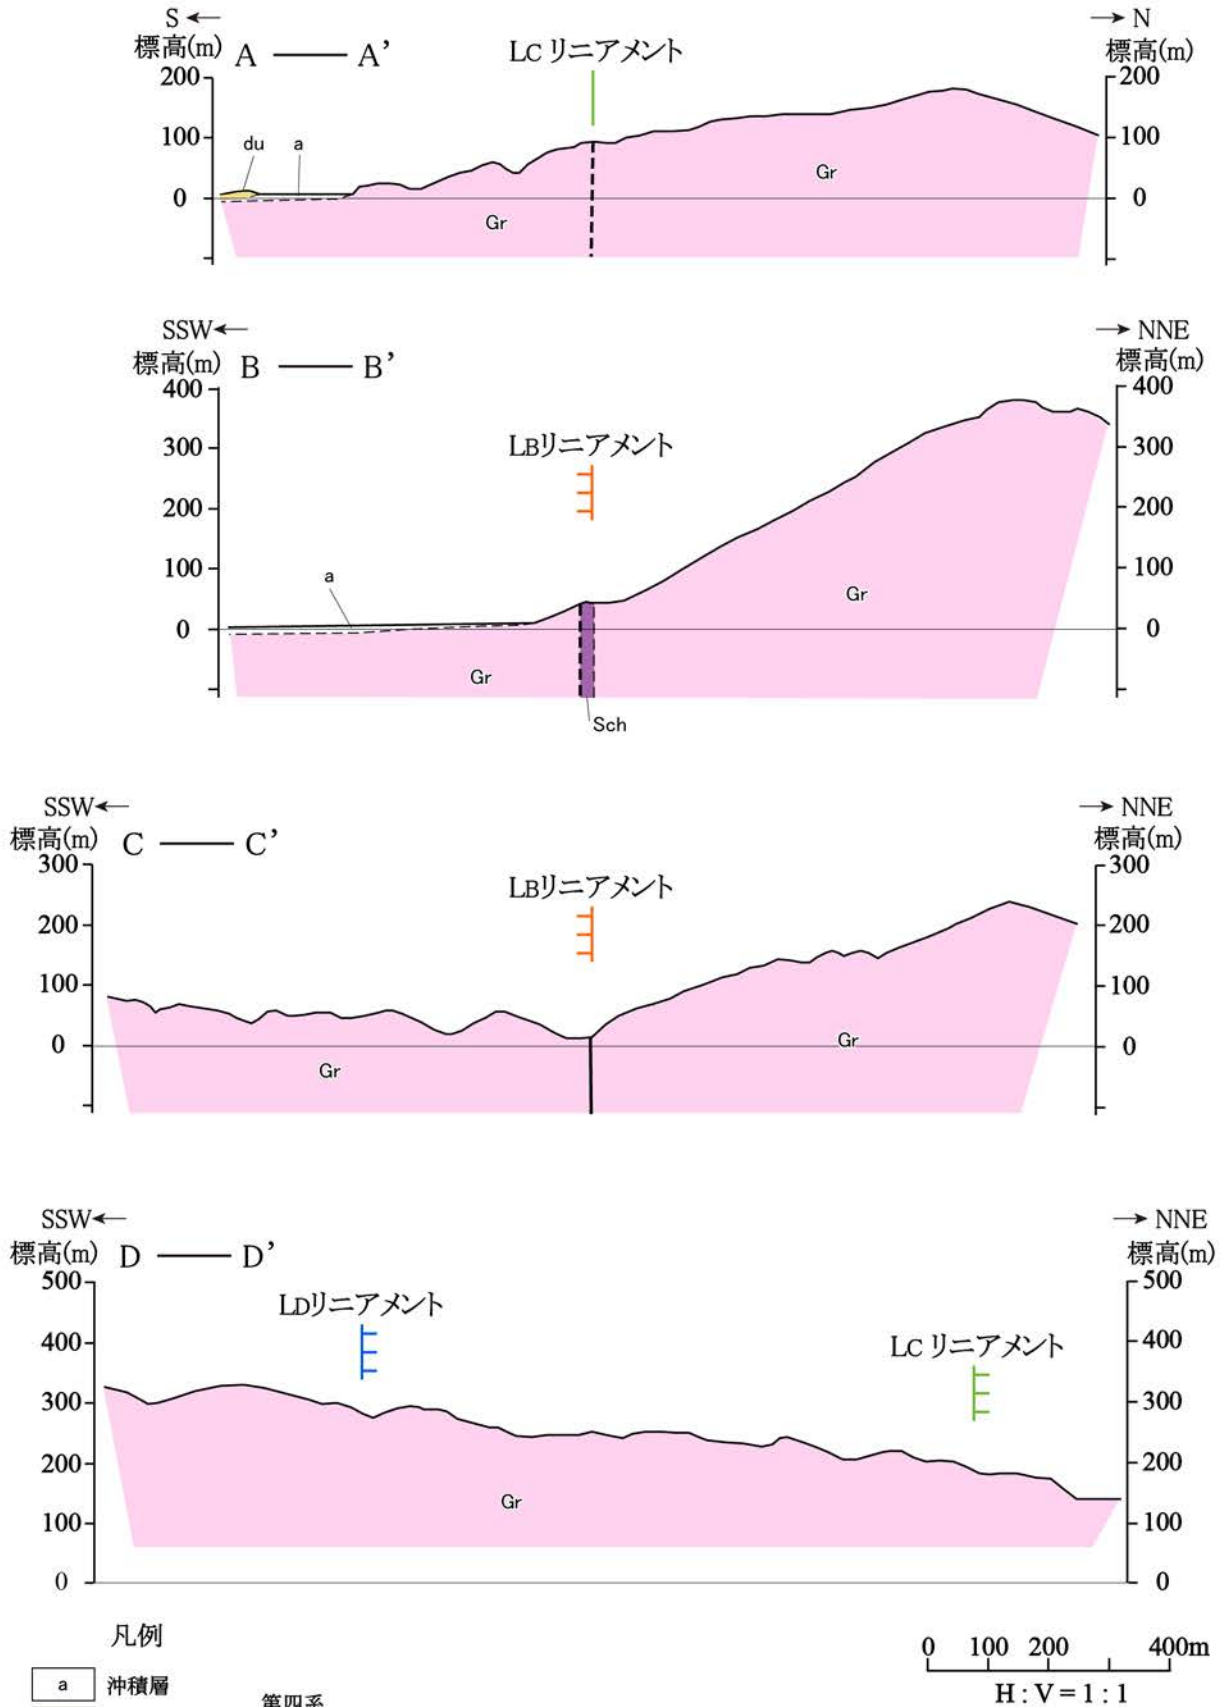 S ← → N
標高(m) A A’ LC リニアメント 標高(m)
200 200
100 100
du a
Gr
0 0
Gr
SSW← → NNE
標高(m) B B’ 標高(m)
400 400
LBリニアメント
300 300
200 200
100 100
a
Gr
0 0
Gr
Sch
SSW← → NNE
標高(m) C C’ 標高(m)
300 300
LBリニアメント
200 200
100 100
0 0
Gr Gr
SSW← → NNE
標高(m) D D’ 標高(m)
500 500
LDリニアメント
400 400
LC リニアメント
300 300
200 200
Gr
100 100
0 0
凡例
0 100 200 400m
H : V = 1 : 1
a 沖積層
第四系